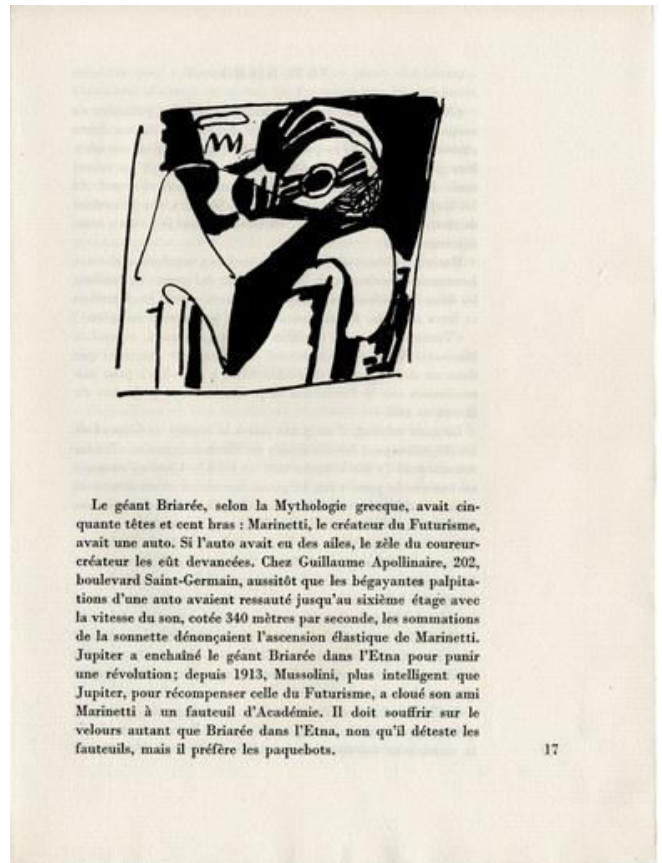 Le géant Briarée, selon la Mythologie grecque, avait cin-
quante têtes et cent bras : Marinetti, le créateur du Futurisme,
avait une auto. Si l'auto avait eu des ailes, le zèle du coureur-
créateur les eût devancées. Chez Guillaume Apollinaire, 202,
boulevard Saint-Germain, aussitôt que les bégayantes palpita-
tions d'une auto avaient ressauté jusqu'au sixième étage avec
la vitesse du son, cotée 340 mètres par seconde, les sommations
de la sonnette dénonçaient l'ascension élastique de Marinetti.
Jupiter a enchaîné le géant Briarée dans l'Etna pour punir
une révolution; depuis 1913, Mussolini, plus intelligent que
Jupiter, pour récompenser celle du Futurisme, a cloué son ami
Marinetti à un fauteuil d'Académie. Il doit souffrir sur le
velours autant que Briarée dans l'Etna, non qu'il déteste les
fauteuils, mais il préfère les paquebots.
17